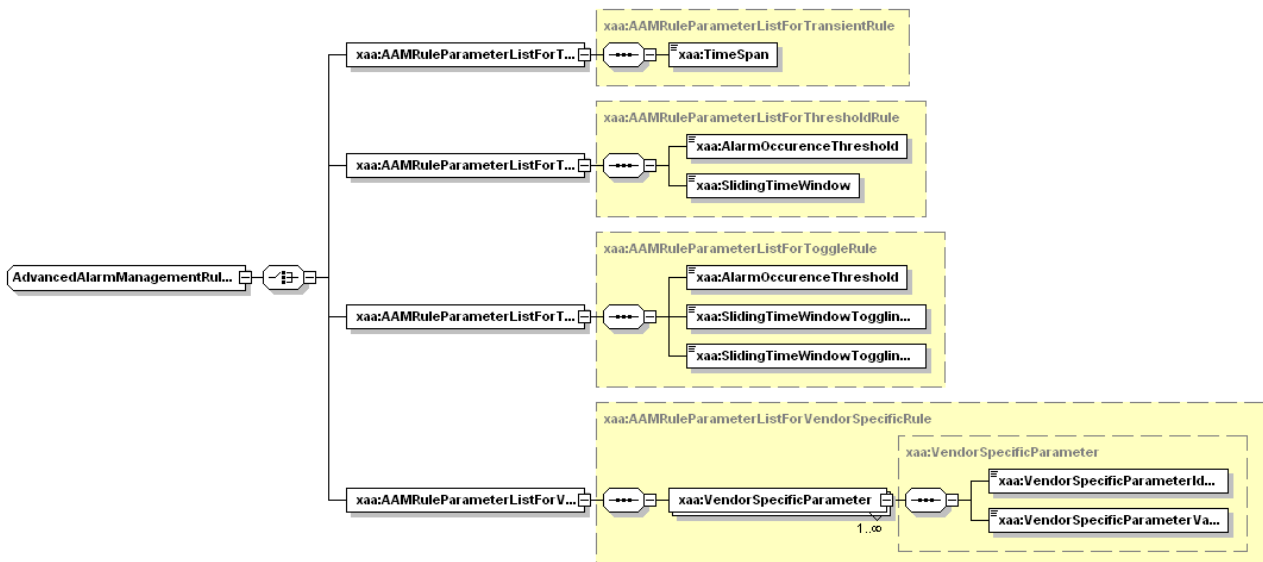 xaa:AAMRuleParameterListForTransientRule
xaa:AAMRuleParameterListForT...
xaa:TimeSpan
xaa:AAMRuleParameterListForThresholdRule
xaa:AlarmOccurenceThreshold
xaa:AAMRuleParameterListForT...
xaa:SlidingTimeWindow
xaa:AAMRuleParameterListForToggleRule
AdvancedAlarmManagementRul...
xaa:AlarmOccurenceThreshold
xaa:AAMRuleParameterListForT...
xaa:SlidingTimeWindowTogglin...
xaa:SlidingTimeWindowTogglin...
xaa:AAMRuleParameterListForVendorSpecificRule
xaa:VendorSpecificParameter
xaa:VendorSpecificParameterId...
xaa:AAMRuleParameterListForV...
xaa:VendorSpecificParameter
xaa:VendorSpecificParameterVa...
1..∞